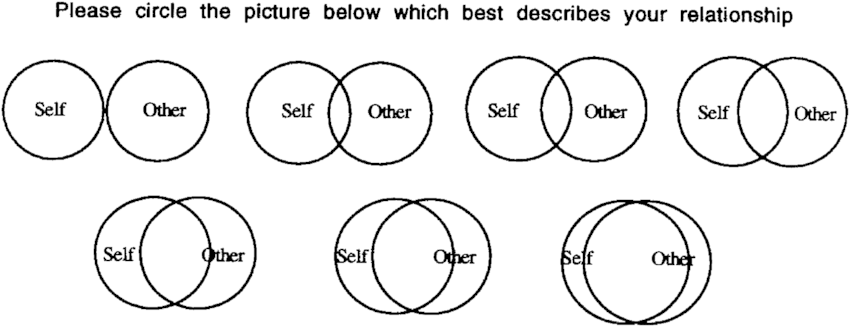 Please circle the picture below which best describes your relationship
Self Other Self Other Self Other Self Other
Self Other Self Other Self Other